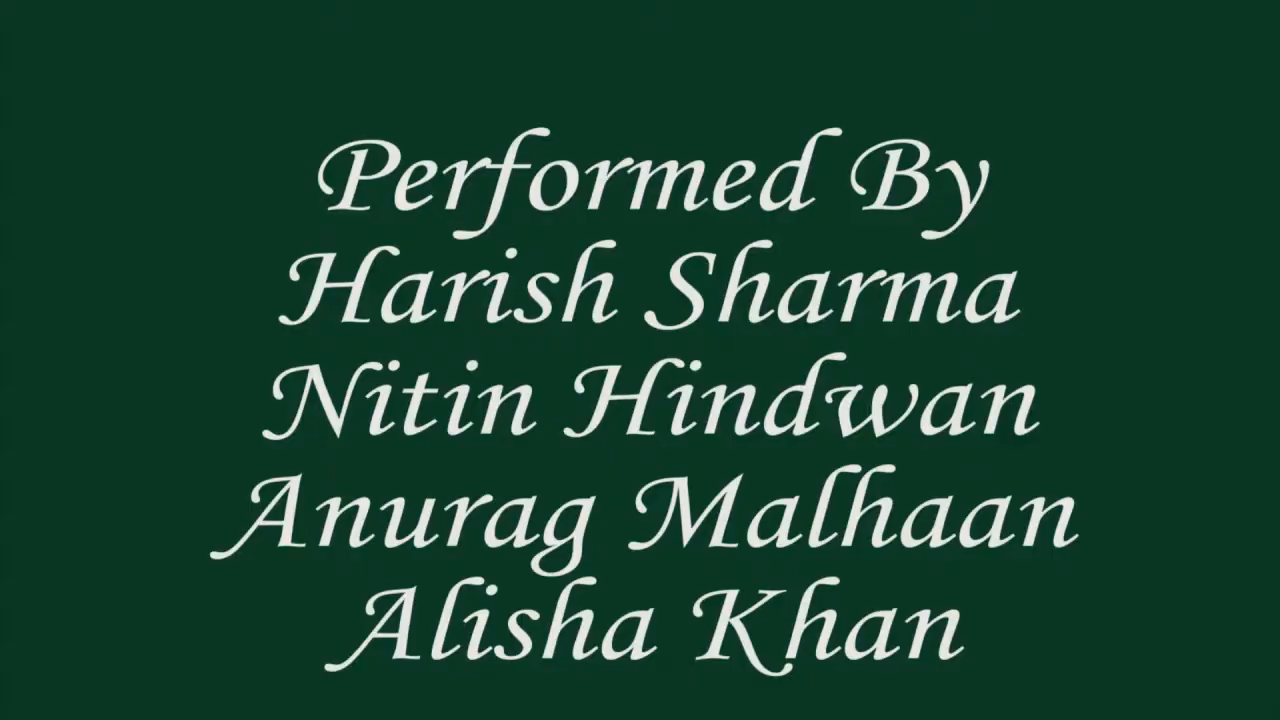 Performed By
Harish Sharma
Nitin Hindwan
Anurag Malhaan
Alisha Khan